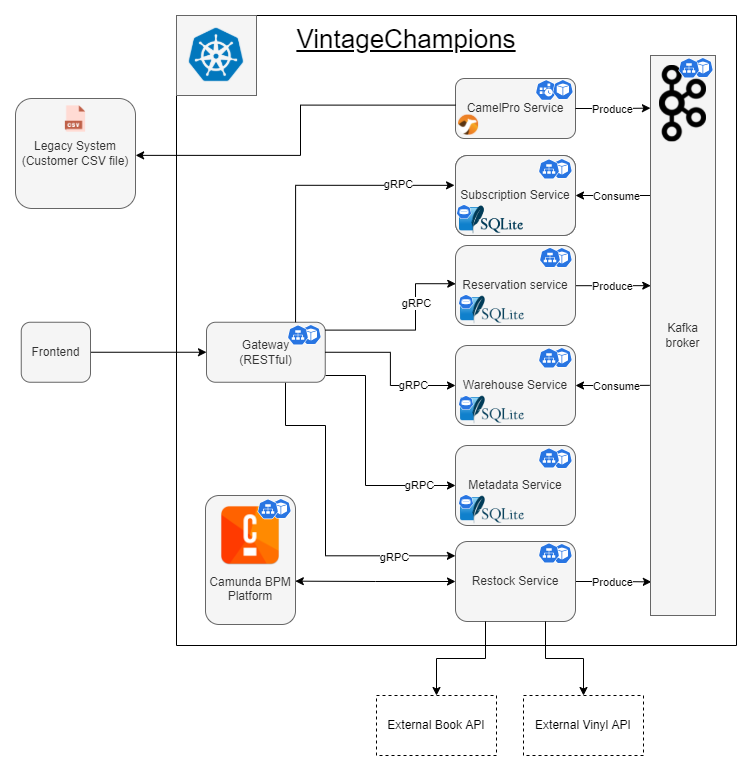 VintageChampions
CamelPro Service
Produce
CSV
Legacy System
(Customer CSV file)
gRPC
Subscription Service
SQLite
Consume
gRPC
Reservation service
SQLite
Produce
Kafka
broker
Frontend
Gateway
(RESTful)
gRPC
Warehouse Service
SQLite
Consume
gRPC
Metadata Service
SQLite
C
Camunda BPM
Platform
gRPC
Restock Service
Produce
External Book API
External Vinyl API